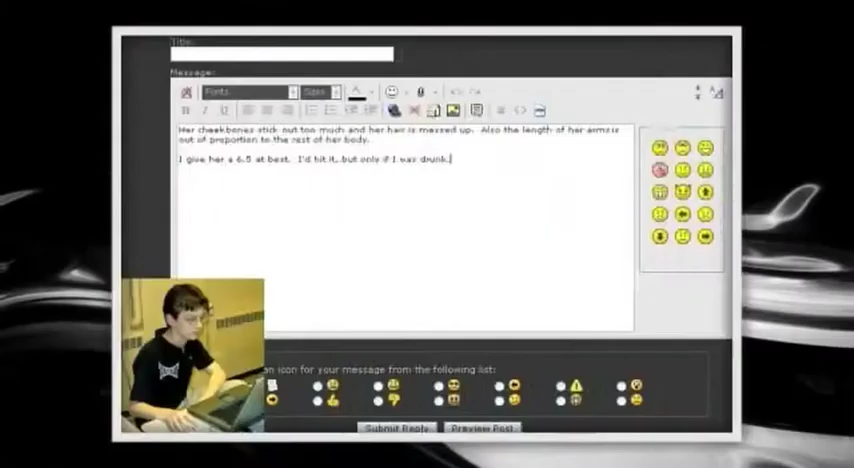 Title:
Message:
Fonts Sizes
Her cheekbones stick out too much and her hair is messed up. Also the length of her arms is
out of proportion to the rest of her body.
I give her a 6.5 at best. I'd hit it..but only if I was drunk.
an icon for your message from the following list:
Submit Reply Preview Post